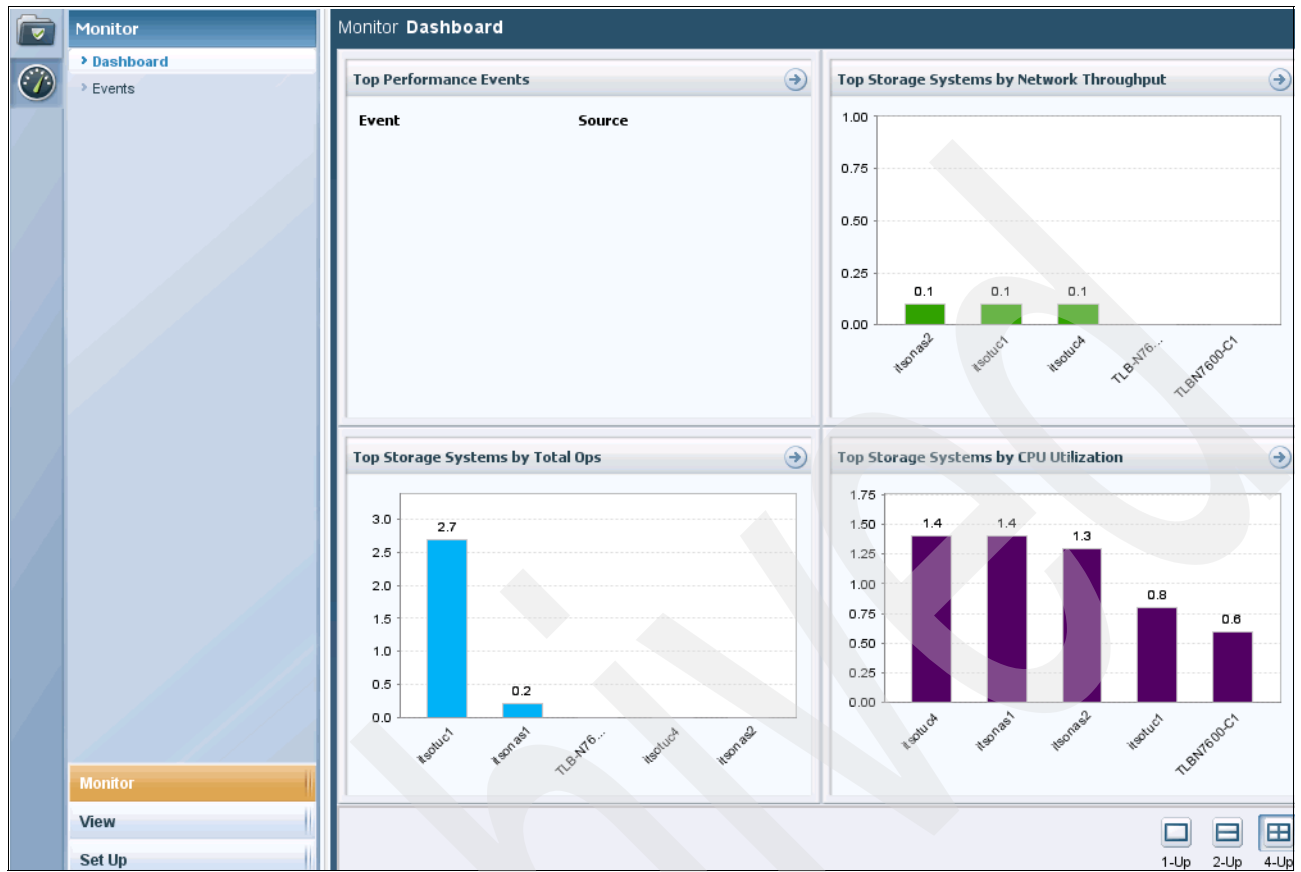 Monitor
Dashboard
Events
Monitor
View
Set Up
Monitor Dashboard
Top Performance Events
Event Source
Top Storage Systems by Network Throughput
1.00
0.75
0.50
0.25
0.00
0.1 0.1 0.1
itsonas2 itsotuc1 itsotuc4 TLB-N76... TLBN7600-C1
Top Storage Systems by Total Ops
3.0
2.5
2.0
1.5
1.0
0.5
0.0
2.7 0.2
itsotuc1 itsonas1 TLB-N76... itsotuc4 itsonas2
Top Storage Systems by CPU Utilization
1.75
1.50
1.25
1.00
0.75
0.50
0.25
0.00
1.4 1.4 1.3 0.8 0.6
itsotuc4 itsonas1 itsonas2 itsotuc1 TLBN7600-C1
1-Up 2-Up 4-Up